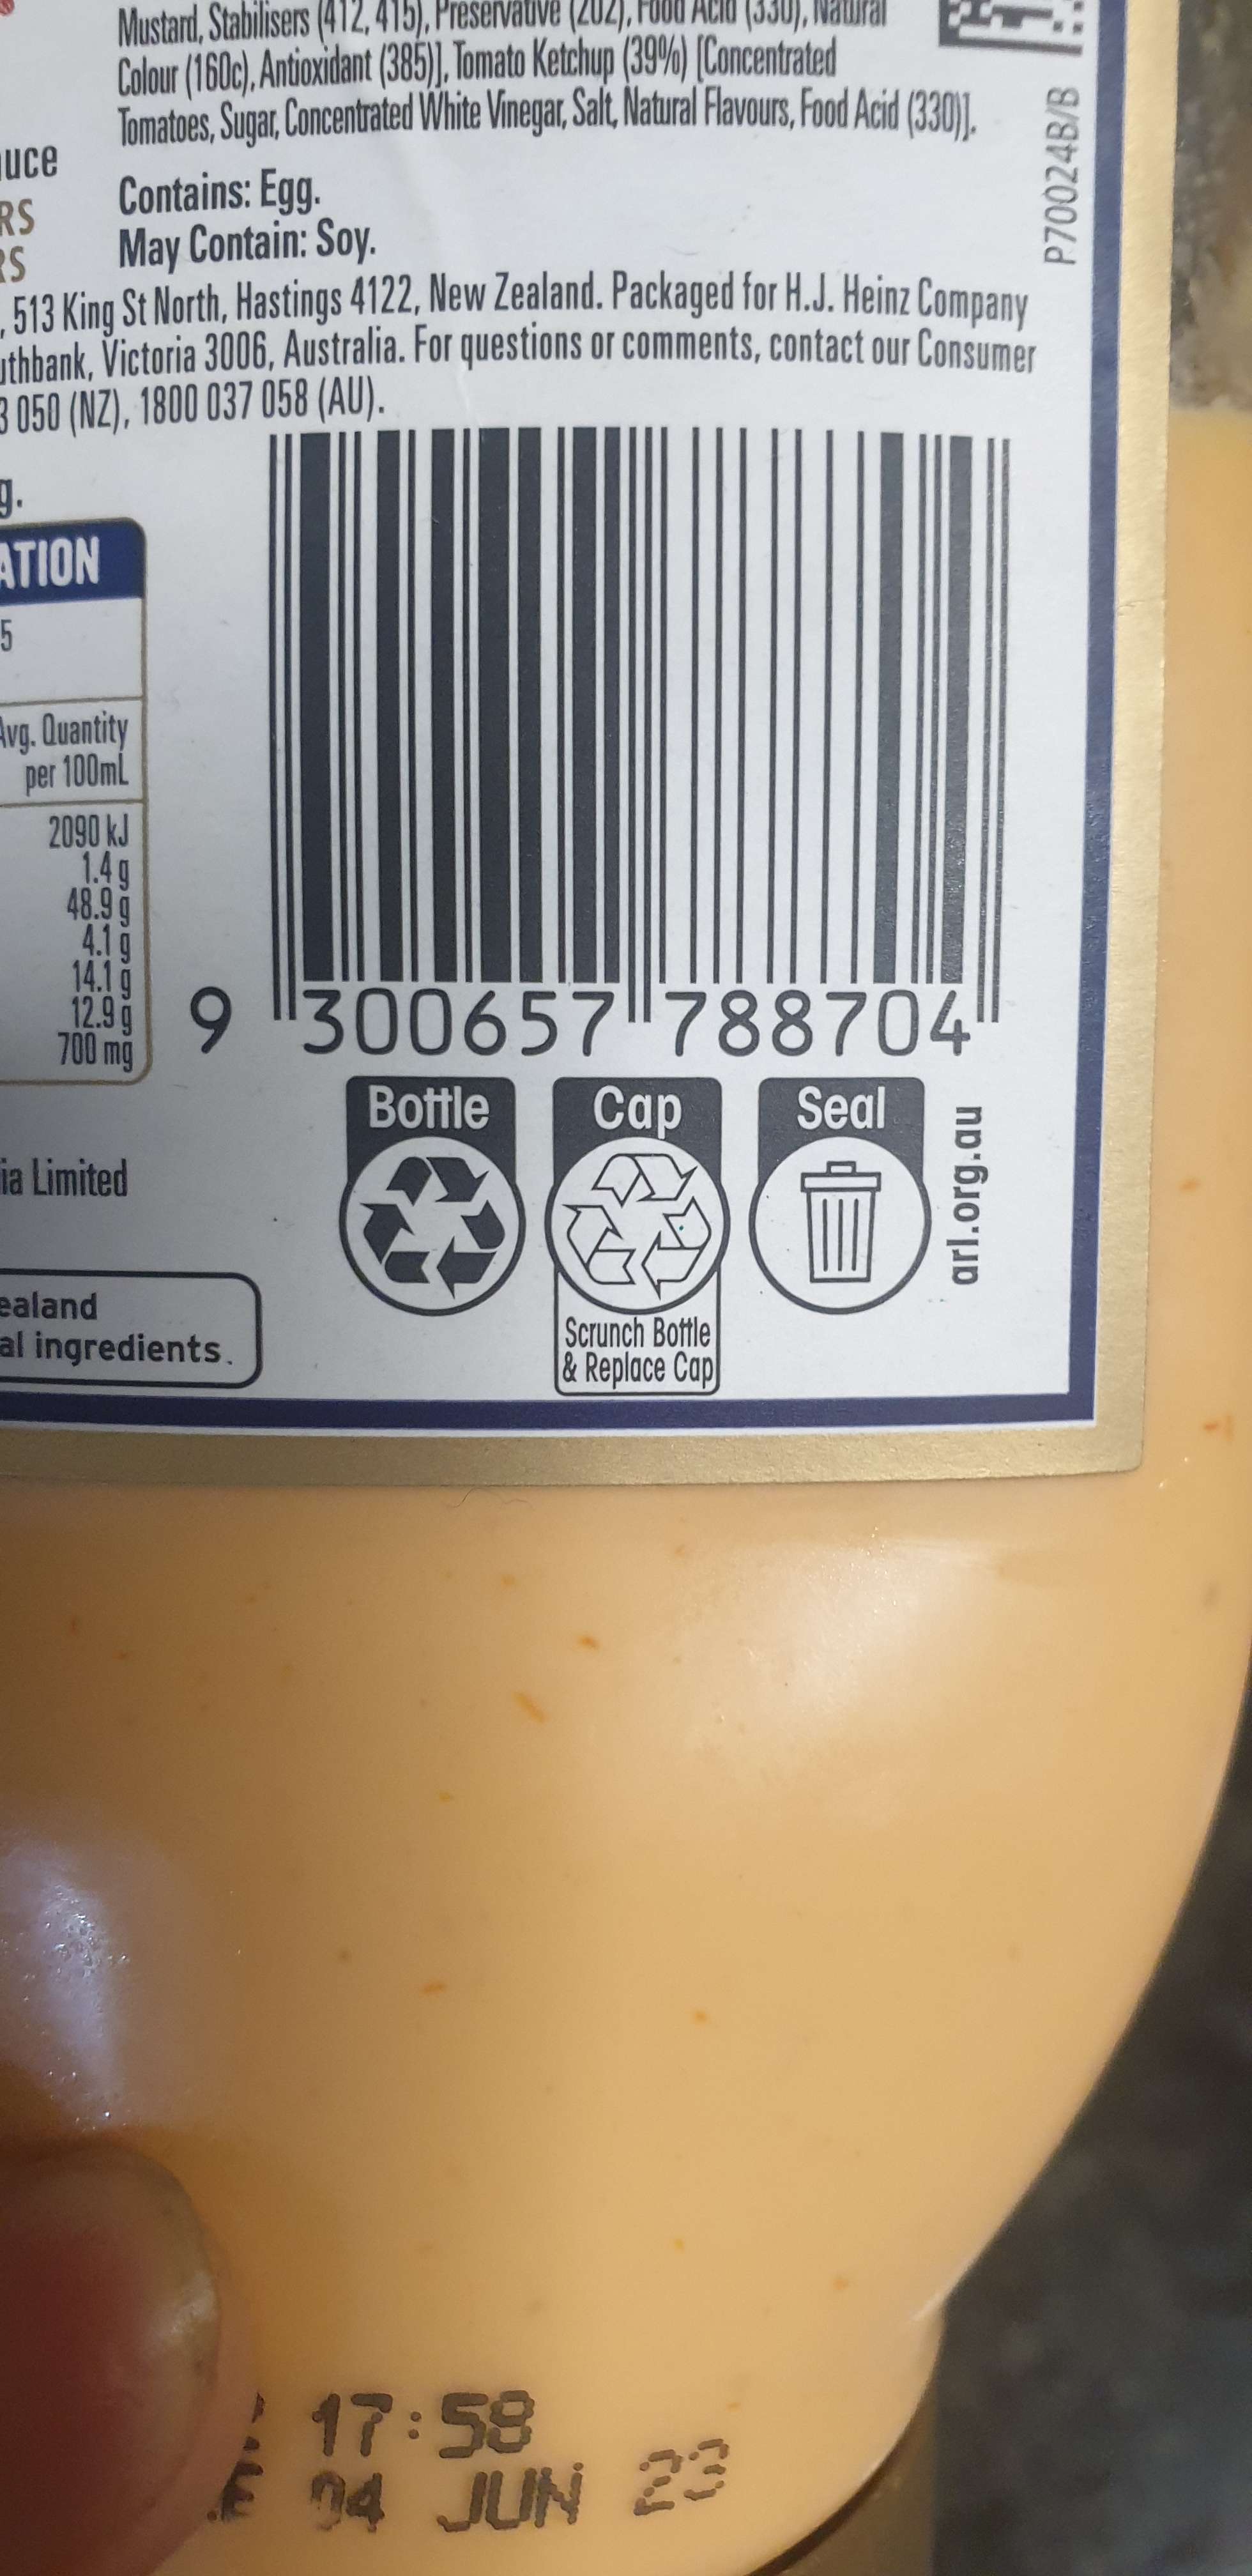 Mustard, Stabilisers (412, 415), Preservative (202), Food Acid (330), Natural
Colour (160c), Antioxidant (385)], Tomato Ketchup (39%) [Concentrated
Tomatoes, Sugar, Concentrated White Vinegar, Salt, Natural Flavours, Food Acid (330)].
Contains: Egg.
May Contain: Soy.
P70024B/B
uce
RS
RS
, 513 King St North, Hastings 4122, New Zealand. Packaged for H.J. Heinz Company
uthbank, Victoria 3006, Australia. For questions or comments, contact our Consumer
3 050 (NZ), 1800 037 058 (AU).
g.
ATION
5
Avg. Quantity
per 100mL
2090 kJ
1.4 g
48.9 g
4.1 g
14.1 g
12.9 g
700 mg
9 300657 788704
Bottle
Cap
Seal
Scrunch Bottle
& Replace Cap
arl.org.au
ia Limited
ealand
al ingredients.
17:58
E 04 JUN 23